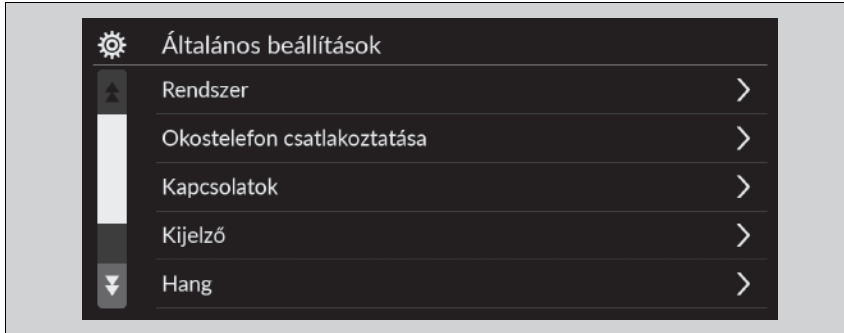 Általános beállítások
Rendszer
Okostelefon csatlakoztatása
Kapcsolatok
Kijelző
Hang